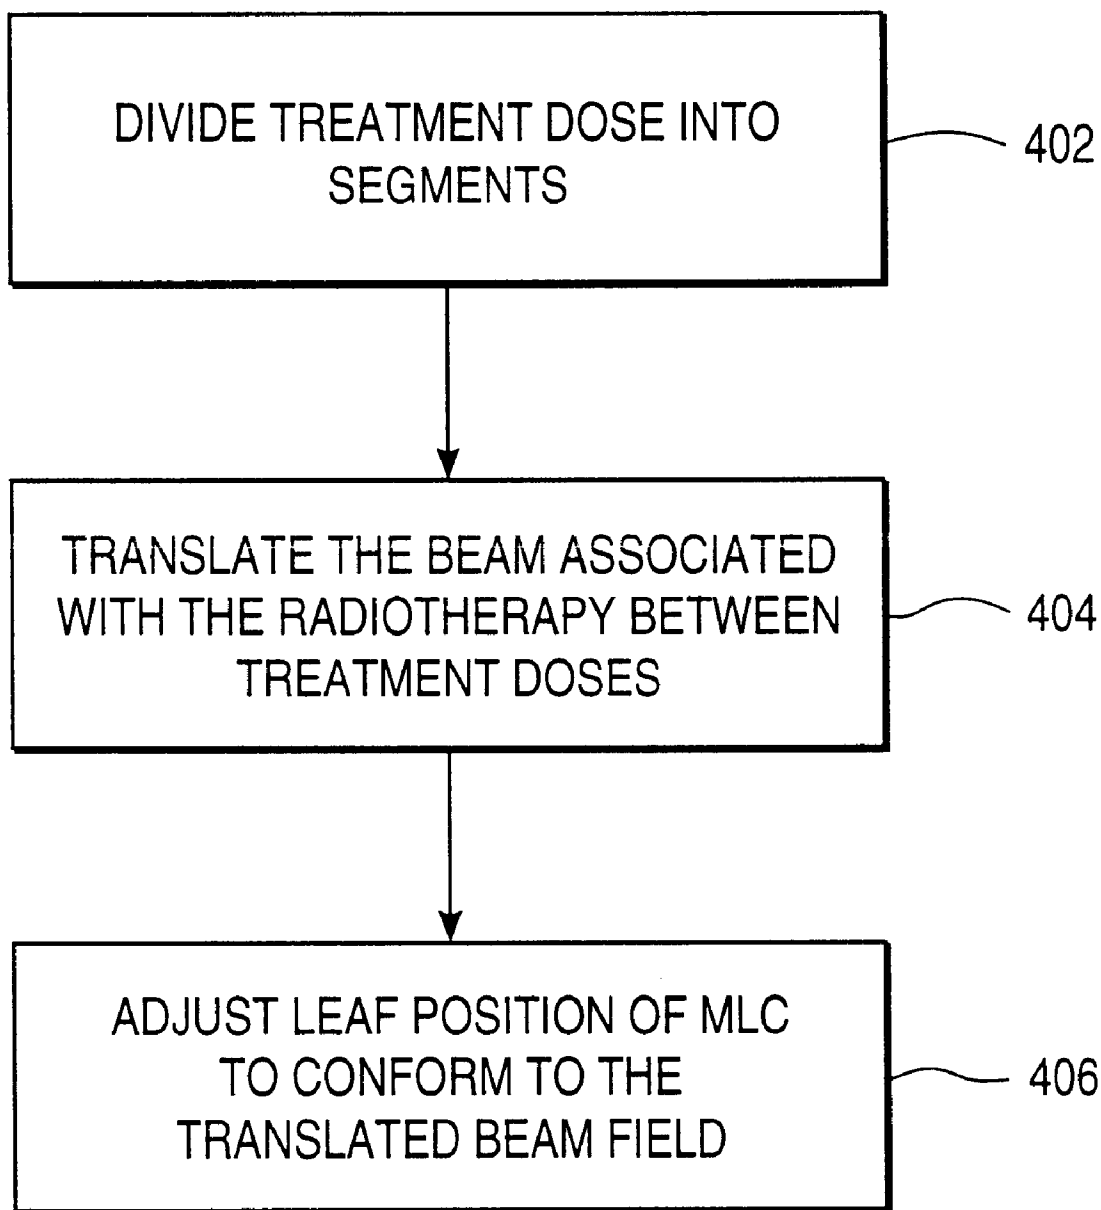 DIVIDE TREATMENT DOSE INTO
SEGMENTS
402
TRANSLATE THE BEAM ASSOCIATED
WITH THE RADIOTHERAPY BETWEEN
TREATMENT DOSES
404
ADJUST LEAF POSITION OF MLC
TO CONFORM TO THE
TRANSLATED BEAM FIELD
406